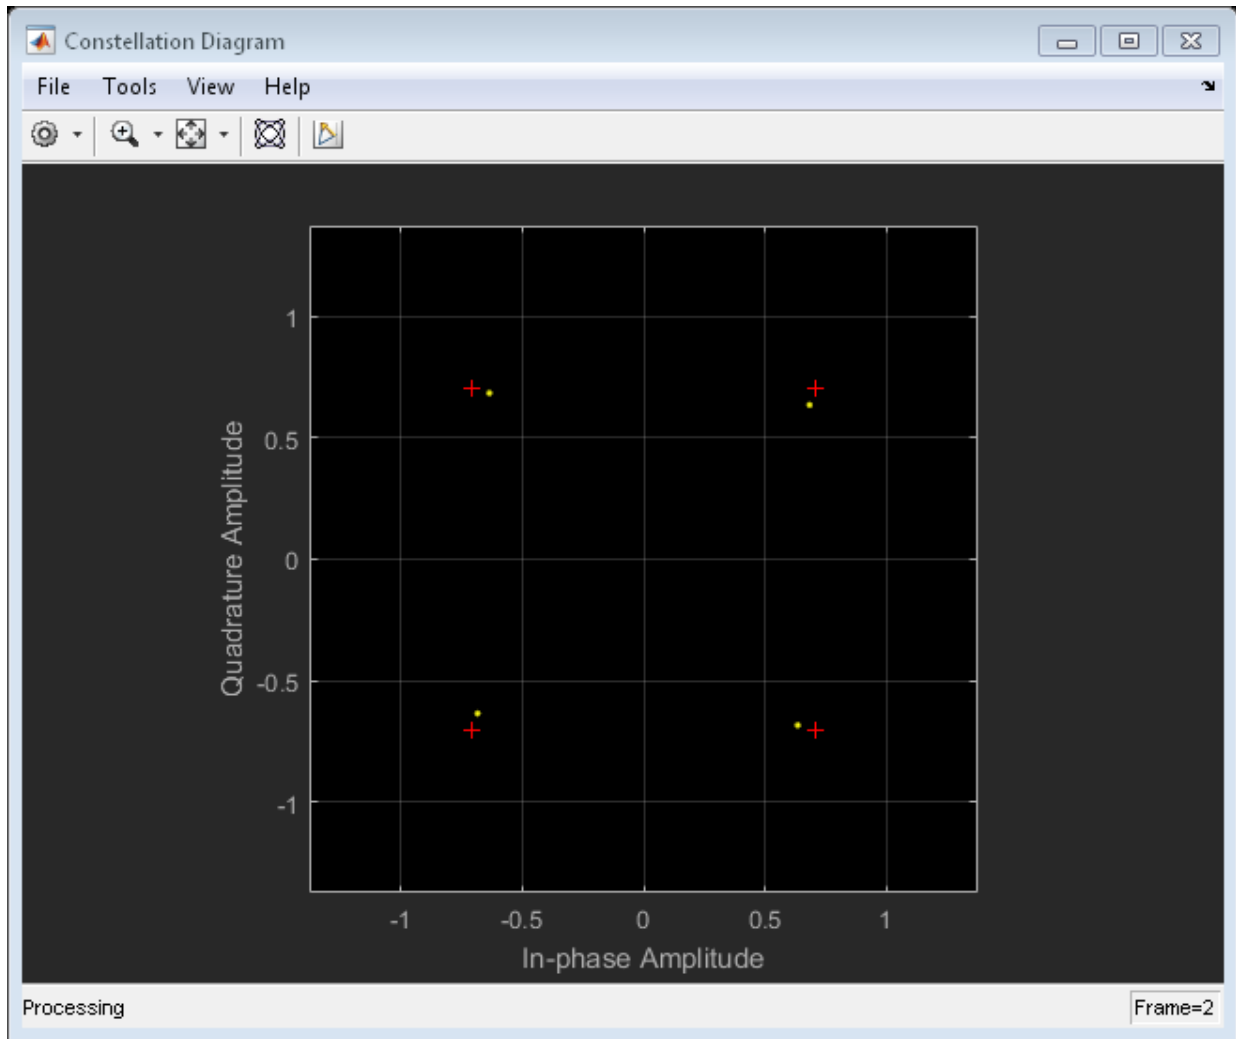 Constellation Diagram
File Tools View Help
1
0.5
0
-0.5
-1
Quadrature Amplitude
-1 -0.5 0 0.5 1
In-phase Amplitude
Processing Frame=2